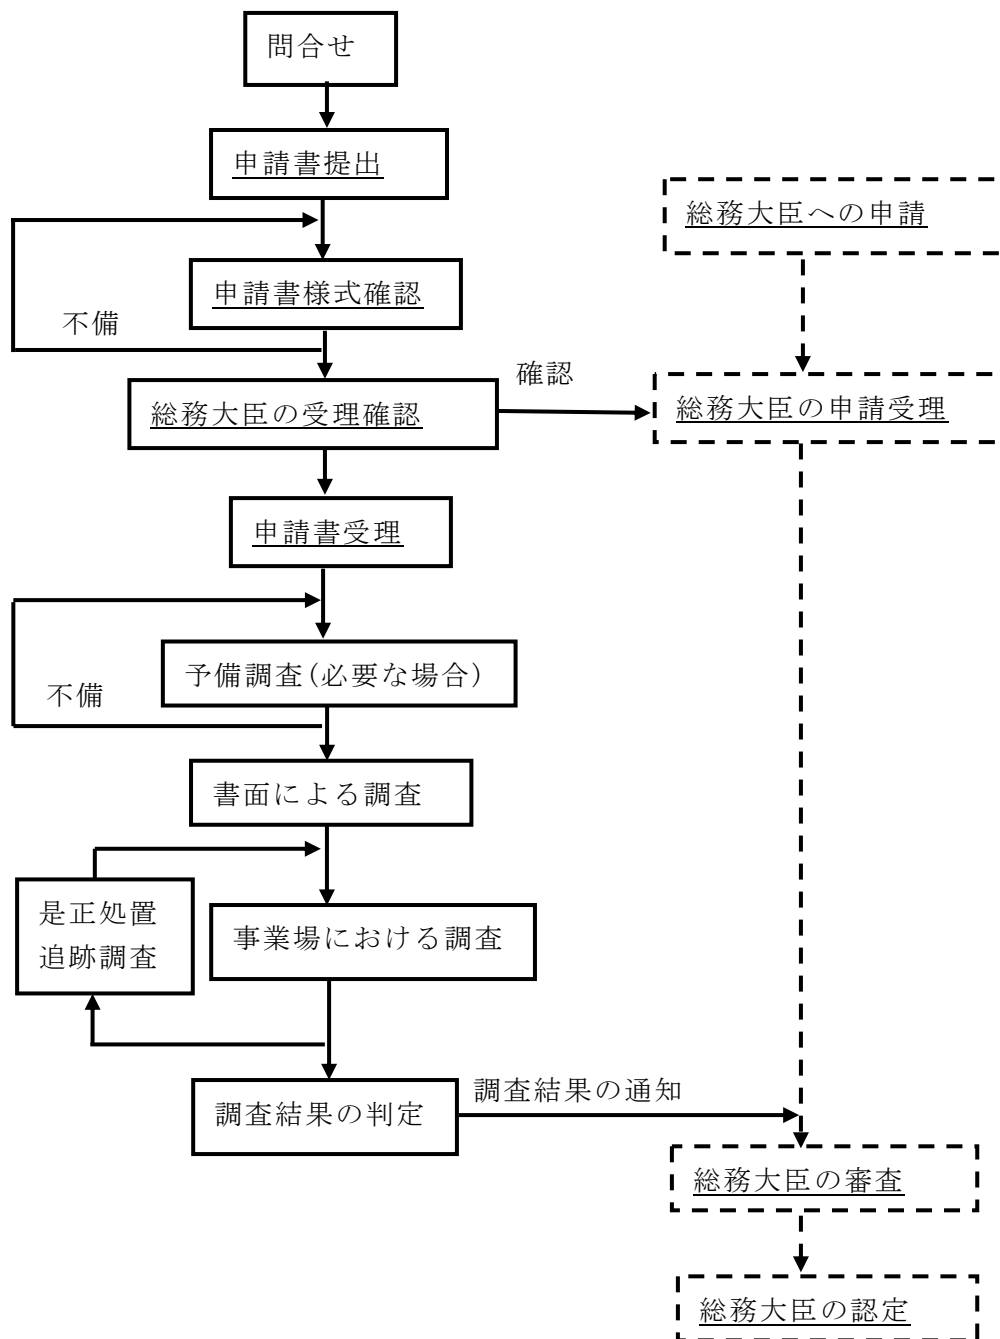 問合せ
申請書提出
総務大臣への申請
申請書様式確認
不備
確認
総務大臣の受理確認
総務大臣の申請受理
申請書受理
予備調査(必要な場合)
不備
書面による調査
是正処置
追跡調査
事業場における調査
調査結果の通知
調査結果の判定
総務大臣の審査
総務大臣の認定